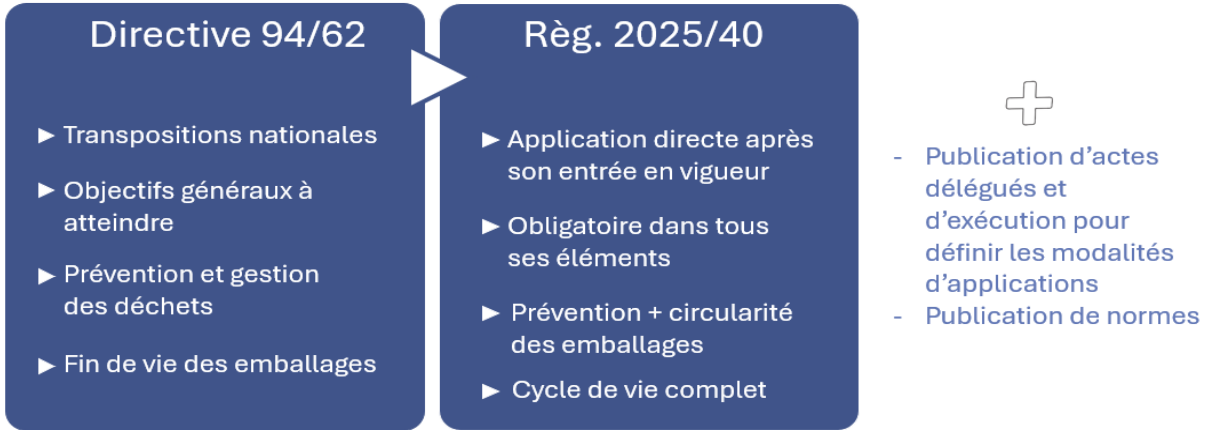 Directive 94/62
► Transpositions nationales
► Objectifs généraux à
atteindre
► Prévention et gestion
des déchets
► Fin de vie des emballages
Règ. 2025/40
► Application directe après
son entrée en vigueur
► Obligatoire dans tous
ses éléments
► Prévention + circularité
des emballages
► Cycle de vie complet
- Publication d’actes
délégués et
d’exécution pour
définir les modalités
d’applications
- Publication de normes